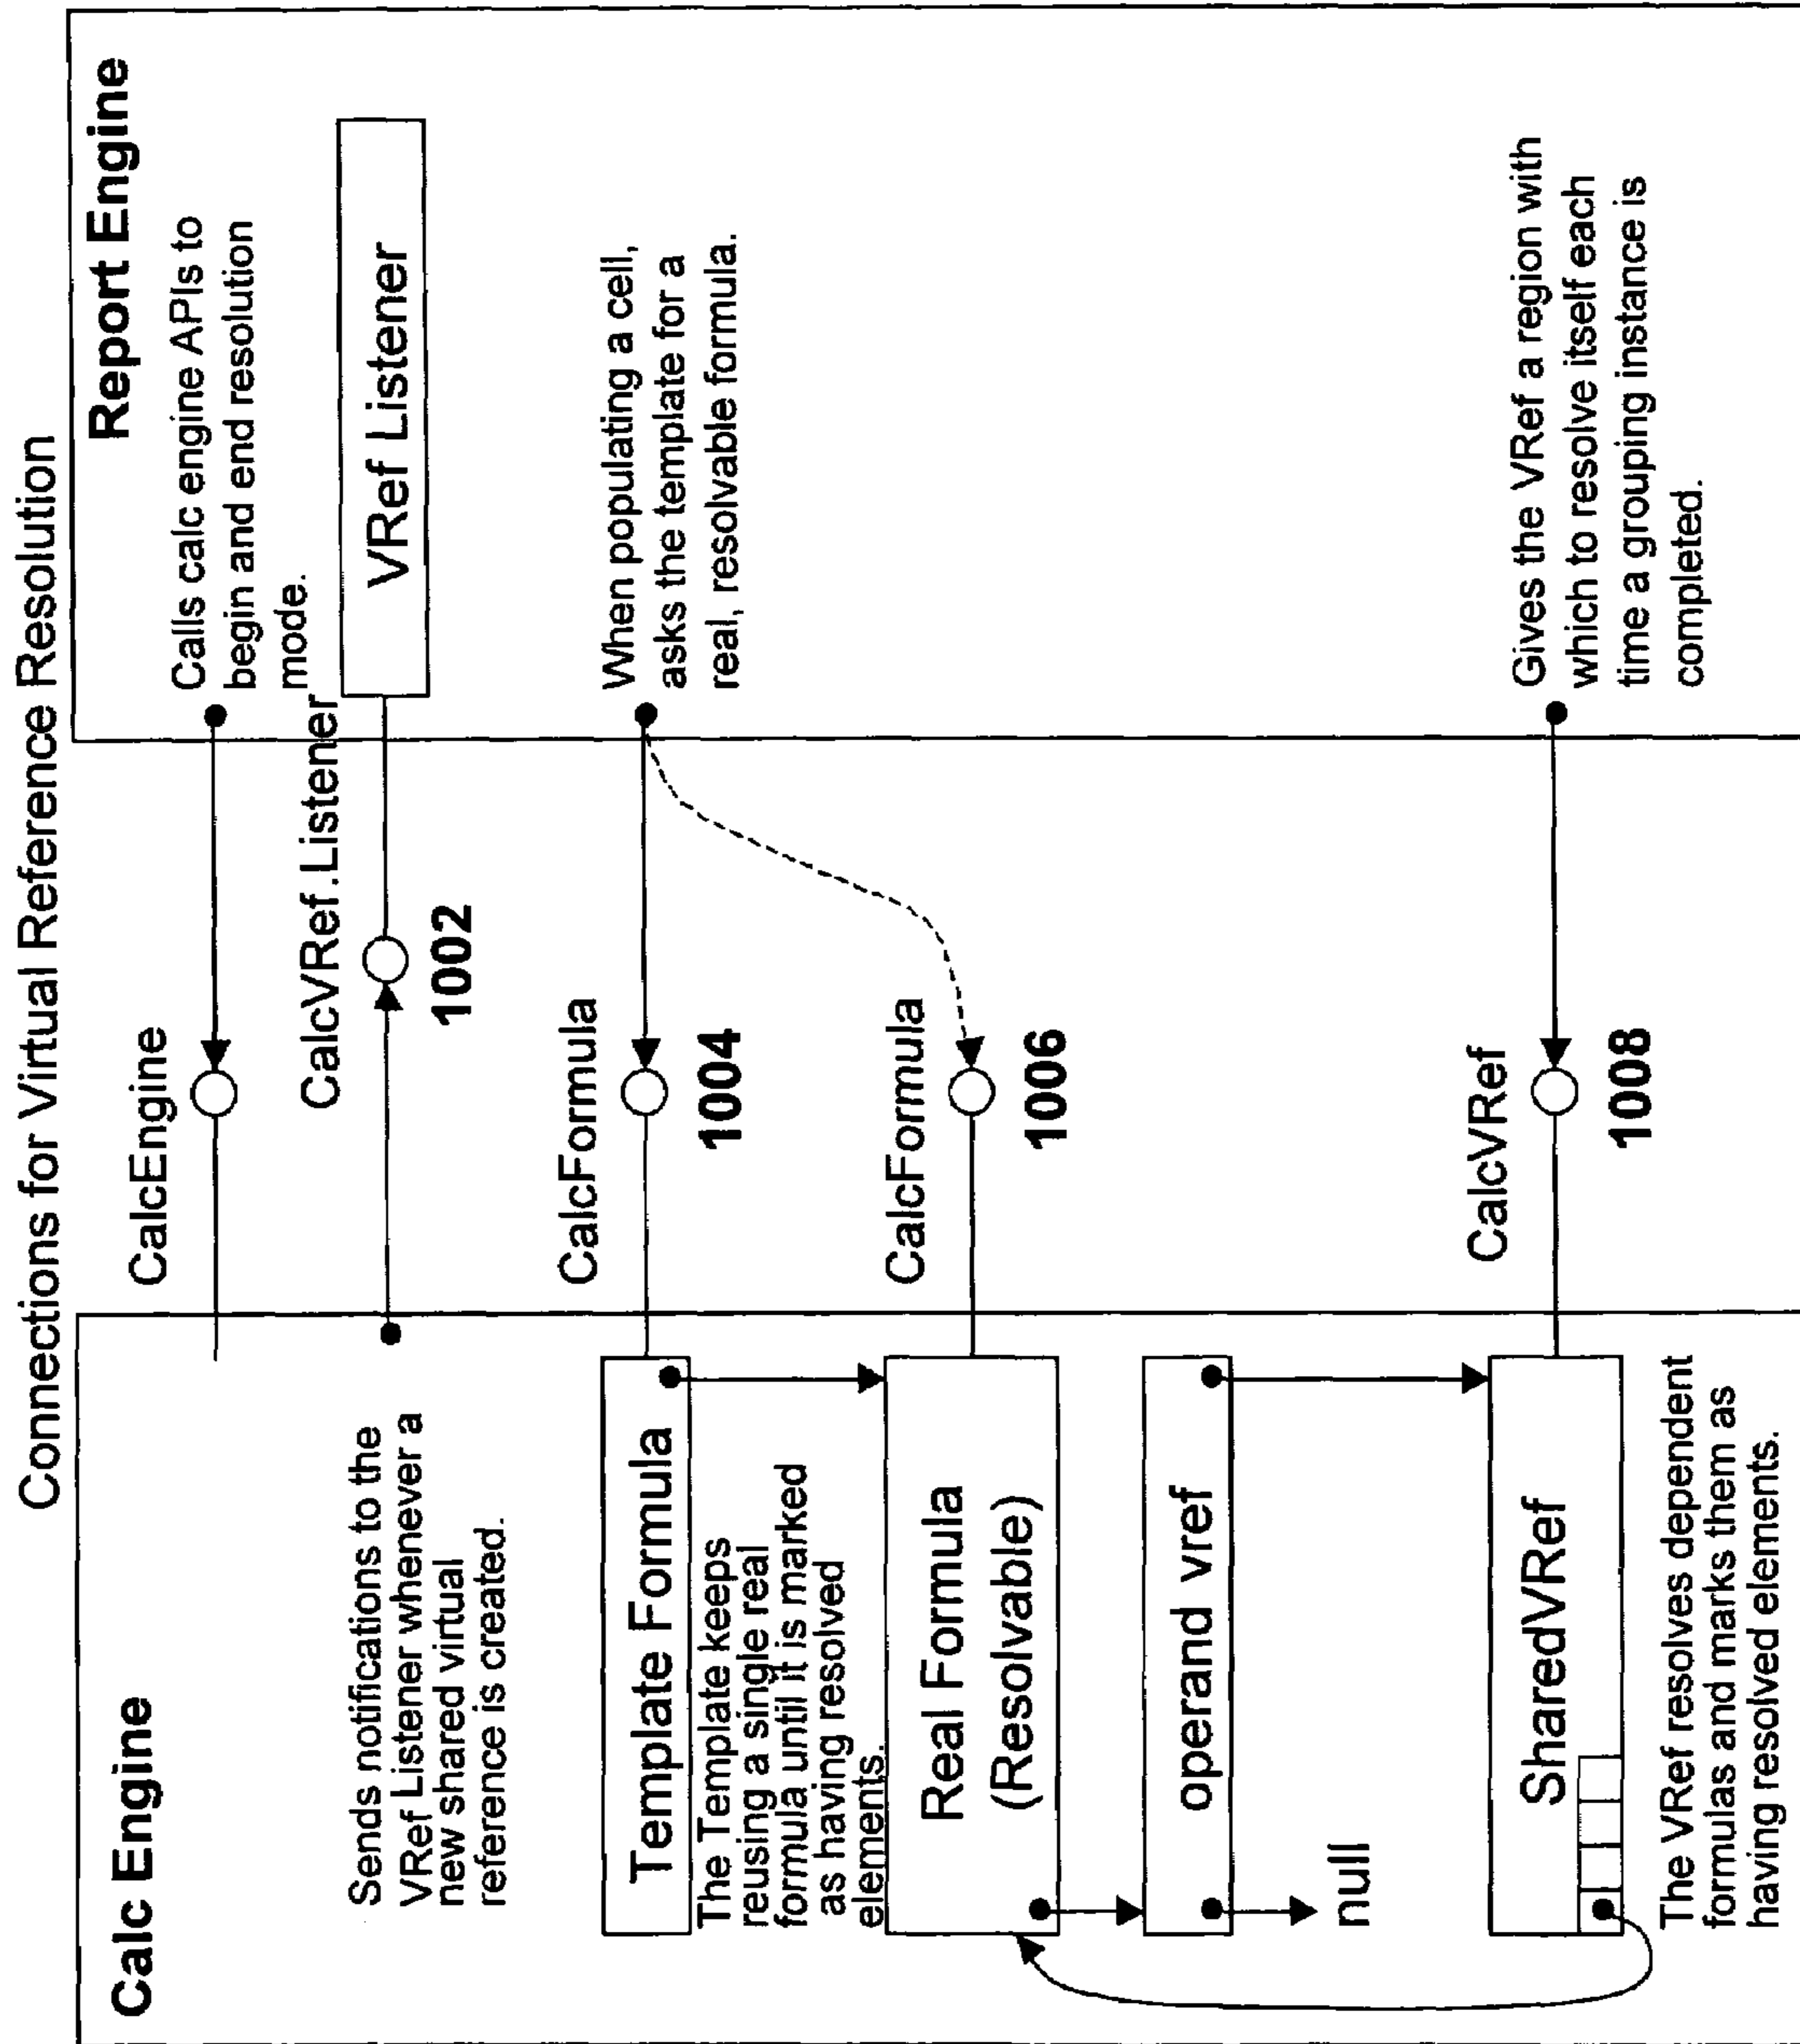 Connections for Virtual Reference Resolution
Calc Engine
Report Engine
CalcEngine
Calls calc engine APIs to
begin and end resolution
mode.
Sends notifications to the
VRef Listener whenever a
new shared virtual
reference is created.
CalcVRef.Listener
1002
VRef Listener
Template Formula
CalcFormula
1004
When populating a cell,
asks the template for a
real, resolvable formula.
The Template keeps
reusing a single real
formula until it is marked
as having resolved
elements.
Real Formula
(Resolvable)
CalcFormula
1006
operand vref
null
SharedVRef
CalcVRef
1008
Gives the VRef a region with
which to resolve itself each
time a grouping instance is
completed.
The VRef resolves dependent
formulas and marks them as
having resolved elements.